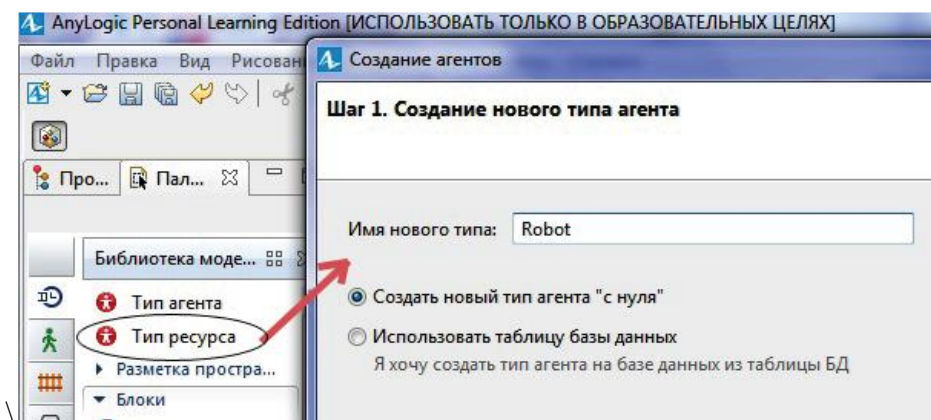 AnyLogic Personal Learning Edition [ИСПОЛЬЗОВАТЬ ТОЛЬКО В ОБРАЗОВАТЕЛЬНЫХ ЦЕЛЯХ]
Файл Правка Вид Рисован
Создание агентов
Шаг 1. Создание нового типа агента
Про... Пал...
Имя нового типа: Robot
Библиотека моде...
Тип агента
Создать новый тип агента "с нуля"
Тип ресурса
Использовать таблицу базы данных
Я хочу создать тип агента на базе данных из таблицы БД
Разметка простра...
Блоки
\